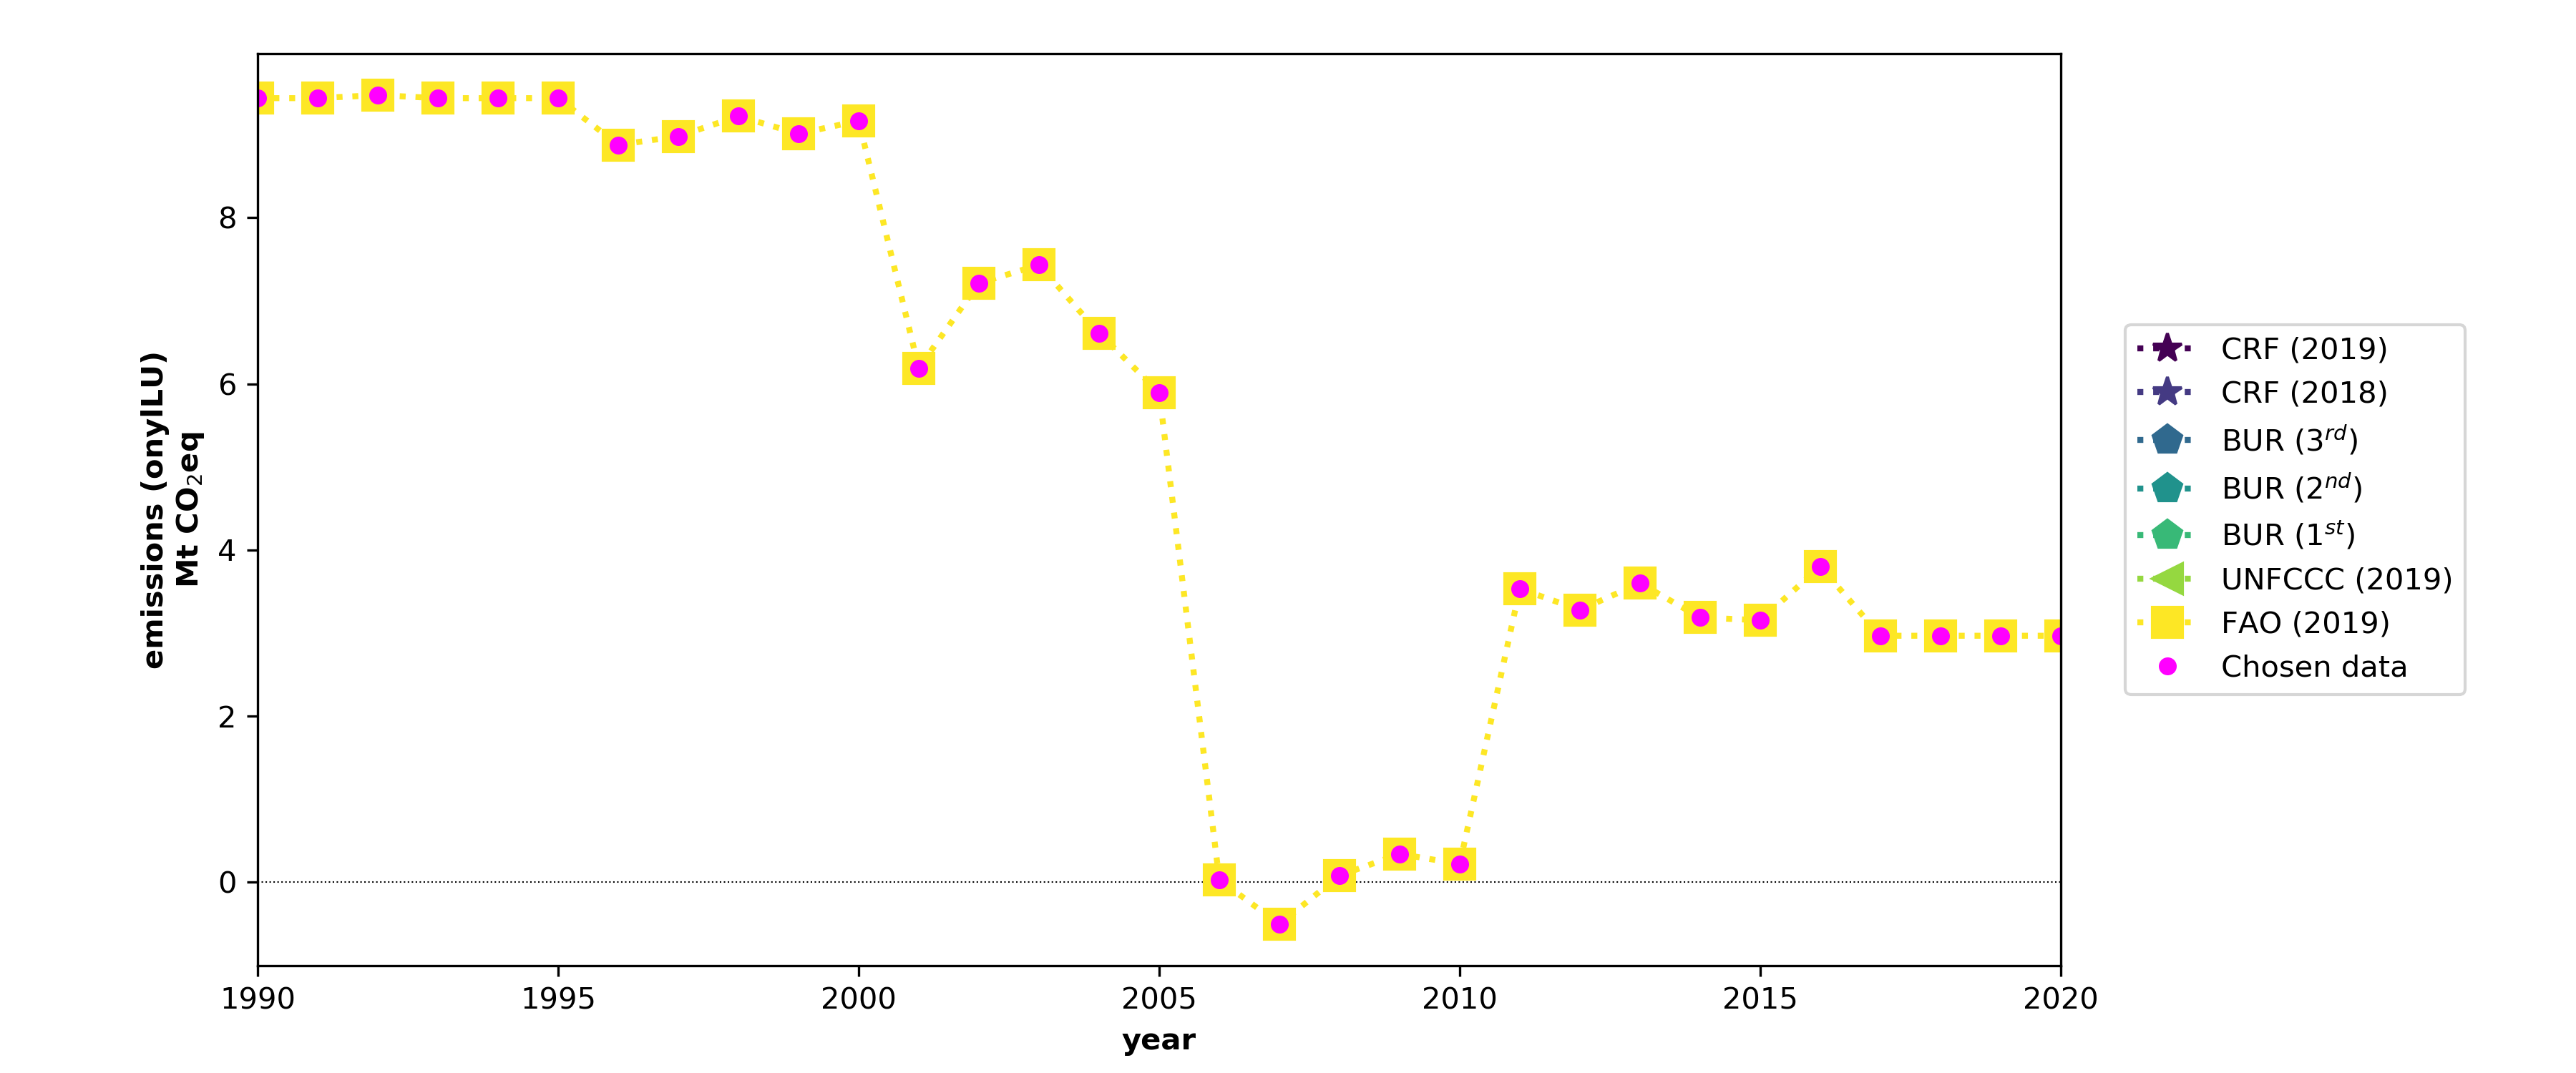 emissions (onylLU)
Mt CO₂eq
8
6
4
2
0
1990 1995 2000 2005 2010 2015 2020
year
CRF (2019)
CRF (2018)
BUR (3ʳᵈ)
BUR (2ⁿᵈ)
BUR (1ˢᵗ)
UNFCCC (2019)
FAO (2019)
Chosen data